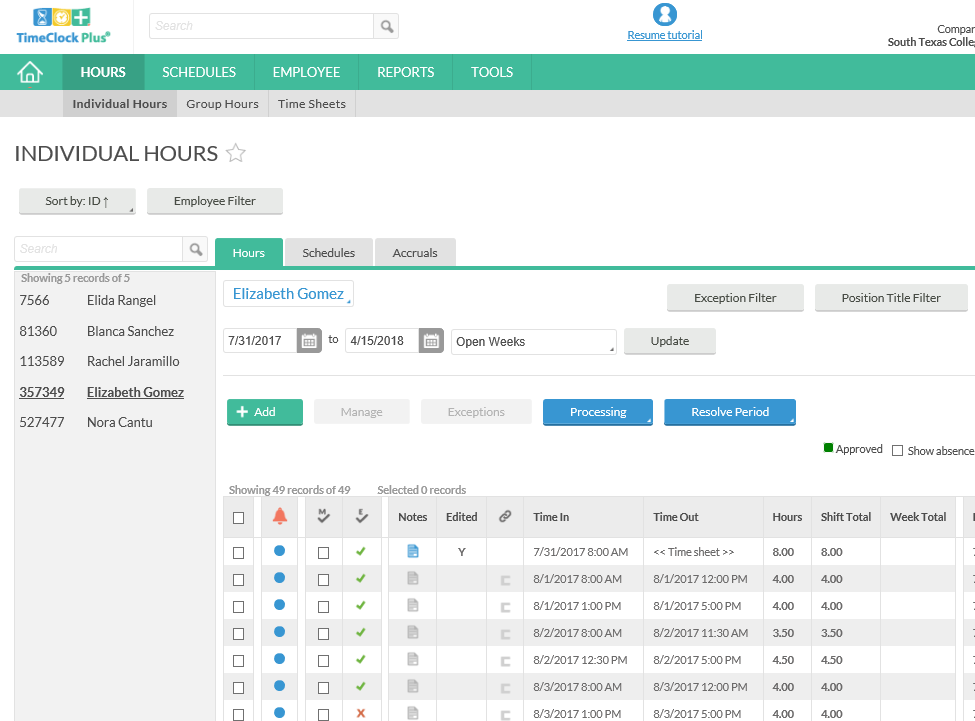 TimeClock Plus®
Search
Resume tutorial
Compan
South Texas Colleg
HOURS SCHEDULES EMPLOYEE REPORTS TOOLS
Individual Hours Group Hours Time Sheets
INDIVIDUAL HOURS
Sort by: ID ↑ Employee Filter
Search Hours Schedules Accruals
Showing 5 records of 5
7566 Elida Rangel
81360 Blanca Sanchez
113589 Rachel Jaramillo
357349 Elizabeth Gomez
527477 Nora Cantu
Elizabeth Gomez Exception Filter Position Title Filter
7/31/2017 to 4/15/2018 Open Weeks Update
+ Add Manage Exceptions Processing Resolve Period
Approved Show absence
Showing 49 records of 49 Selected 0 records
M E Notes Edited Time In Time Out Hours Shift Total Week Total
Y 7/31/2017 8:00 AM << Time sheet >> 8.00 8.00
8/1/2017 8:00 AM 8/1/2017 12:00 PM 4.00 4.00
8/1/2017 1:00 PM 8/1/2017 5:00 PM 4.00 4.00
8/2/2017 8:00 AM 8/2/2017 11:30 AM 3.50 3.50
8/2/2017 12:30 PM 8/2/2017 5:00 PM 4.50 4.50
8/3/2017 8:00 AM 8/3/2017 12:00 PM 4.00 4.00
8/3/2017 1:00 PM 8/3/2017 5:00 PM 4.00 4.00